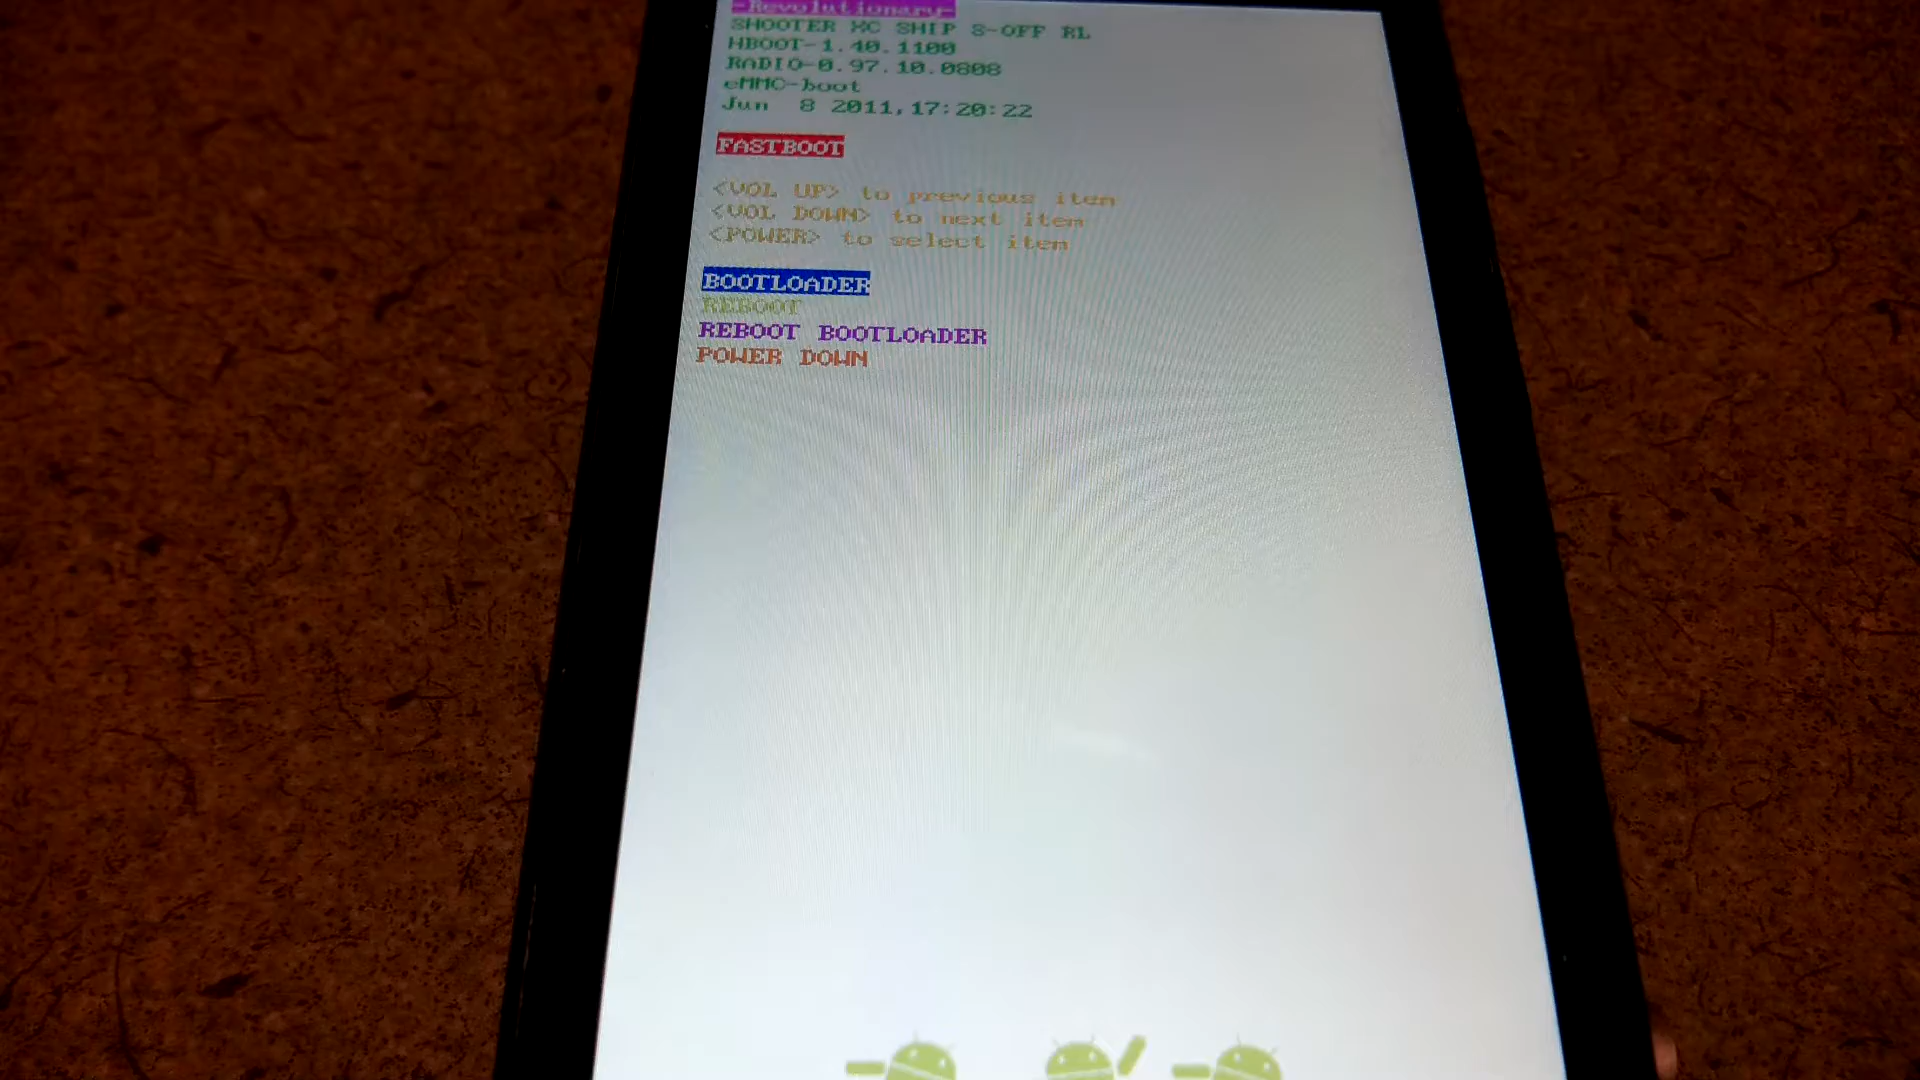 -Revolutionary-
SHOOTER XC SHIP S-OFF RL
HBOOT-1.40.1100
RADIO-0.97.10.0808
eMMC-boot
Jun 8 2011,17:20:22
FASTBOOT
<VOL UP> to previous item
<VOL DOWN> to next item
<POWER> to select item
BOOTLOADER
REBOOT
REBOOT BOOTLOADER
POWER DOWN